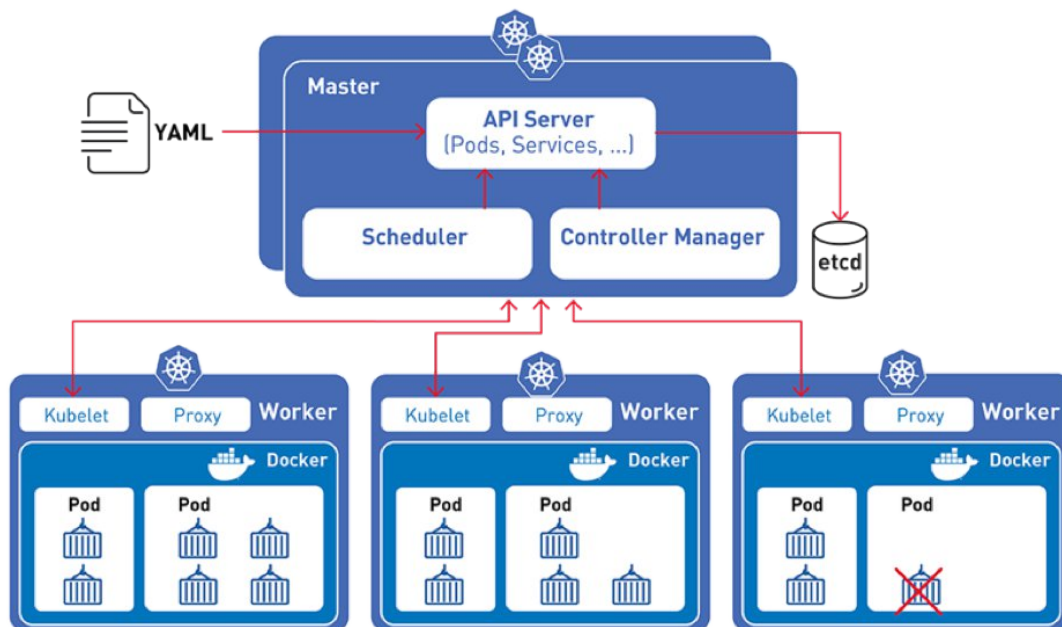 Master
YAML
API Server
(Pods, Services, ...)
Scheduler
Controller Manager
etcd
Kubelet
Proxy
Worker
Docker
Pod
Pod
Kubelet
Proxy
Worker
Docker
Pod
Pod
Kubelet
Proxy
Worker
Docker
Pod
Pod